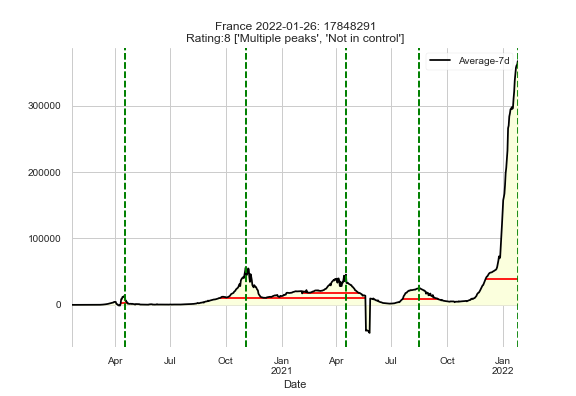 France 2022-01-26: 17848291
Rating:8 ['Multiple peaks', 'Not in control']
Average-7d
300000
200000
100000
0
Apr
Jul
Oct
Jan
2021
Apr
Jul
Oct
Jan
2022
Date